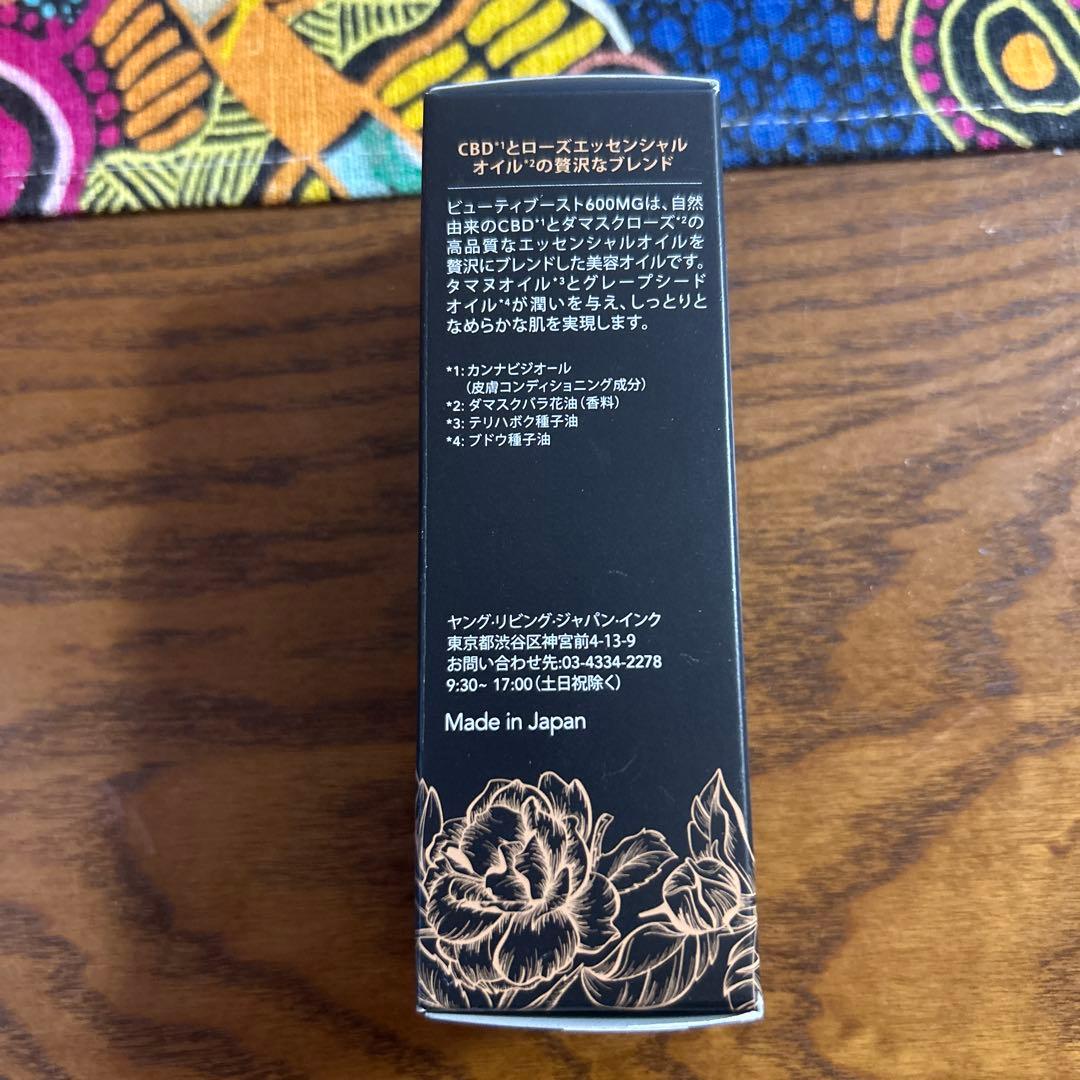 CBD*1とローズエッセンシャル
オイル*2の贅沢なブレンド
ビューティブースト600MGは、自然
由来のCBD*1とダマスクローズ*2の
高品質なエッセンシャルオイルを
贅沢にブレンドした美容オイルです。
タマヌオイル*3とグレープシード
オイル*4が潤いを与え、しっとりと
なめらかな肌を実現します。
*1: カンナビジオール
(皮膚コンディショニング成分)
*2: ダマスクバラ花油(香料)
*3: テリハボク種子油
*4: ブドウ種子油
ヤング・リビング・ジャパン・インク
東京都渋谷区神宮前4-13-9
お問い合わせ先:03-4334-2278
9:30~ 17:00(土日祝除く)
Made in Japan